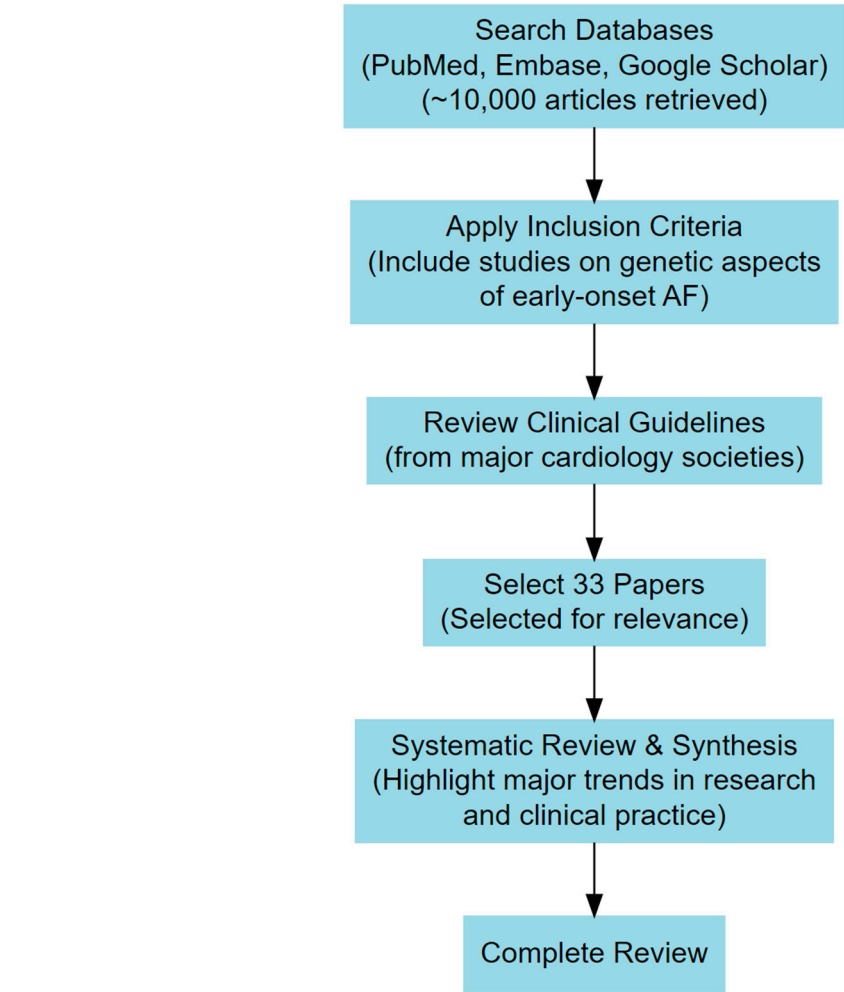 Search Databases
(PubMed, Embase, Google Scholar)
(~10,000 articles retrieved)
Apply Inclusion Criteria
(Include studies on genetic aspects
of early-onset AF)
Review Clinical Guidelines
(from major cardiology societies)
Select 33 Papers
(Selected for relevance)
Systematic Review & Synthesis
(Highlight major trends in research
and clinical practice)
Complete Review